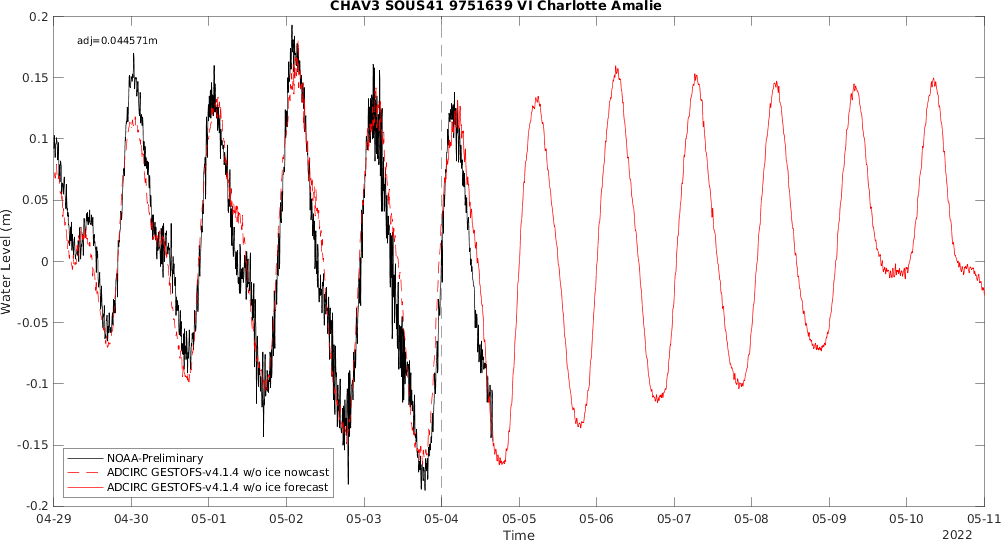 CHAV3 SOUS41 9751639 VI Charlotte Amalie
adj=0.044571m
0.2
0.15
0.1
0.05
0
-0.05
-0.1
-0.15
-0.2
Water Level (m)
NOAA-Preliminary
ADCIRC GESTOFS-v4.1.4 w/o ice nowcast
ADCIRC GESTOFS-v4.1.4 w/o ice forecast
04-29 04-30 05-01 05-02 05-03 05-04 05-05 05-06 05-07 05-08 05-09 05-10 05-11
Time
2022